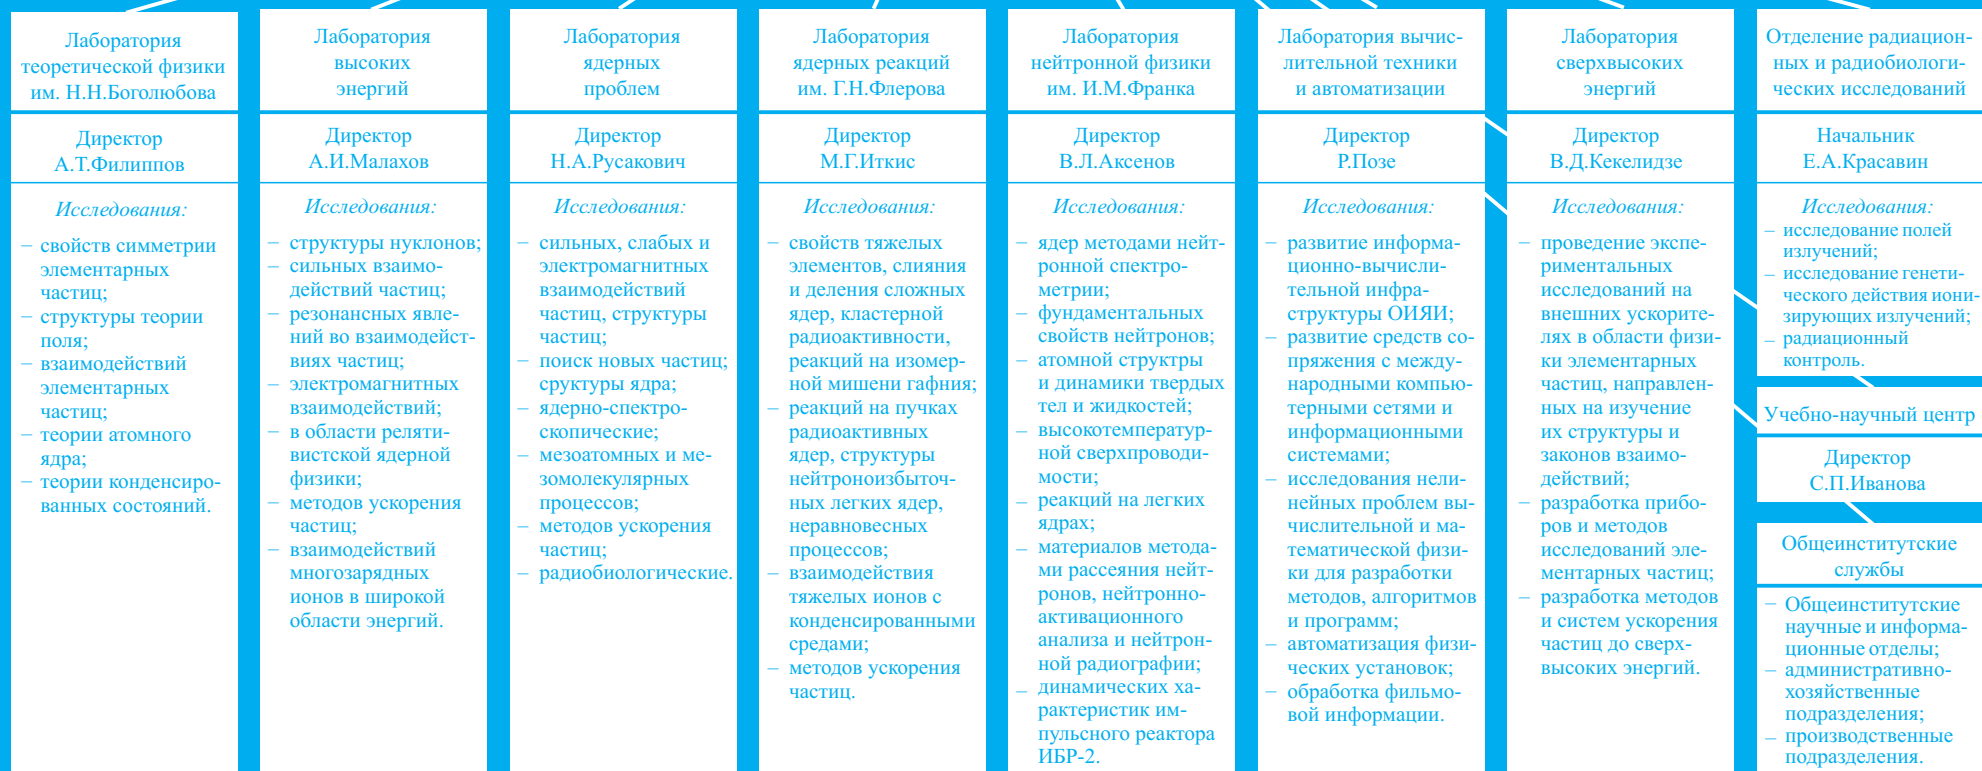 Лаборатория
теоретической физики
им. Н.Н.Боголюбова
Директор
А.Т.Филиппов
Исследования:
– свойств симметрии
элементарных
частиц;
– структуры теории
поля;
– взаимодействий
элементарных
частиц;
– теории атомного
ядра;
– теории конденсиро-
ванных состояний.
Лаборатория
высоких
энергий
Директор
А.И.Малахов
Исследования:
– структуры нуклонов;
– сильных взаимо-
действий частиц;
– резонансных явле-
ний во взаимодейст-
виях частиц;
– электромагнитных
взаимодействий;
– в области реляти-
вистской ядерной
физики;
– методов ускорения
частиц;
– взаимодействий
многозарядных
ионов в широкой
области энергий.
Лаборатория
ядерных
проблем
Директор
Н.А.Русакович
Исследования:
– сильных, слабых и
электромагнитных
взаимодействий
частиц, структуры
частиц;
– поиск новых частиц;
– сруктуры ядра;
– ядерно-спектро-
скопические;
– мезоатомных и ме-
зомолекулярных
процессов;
– методов ускорения
частиц;
– радиобиологические.
Лаборатория
ядерных реакций
им. Г.Н.Флерова
Директор
М.Г.Иткис
Исследования:
– свойств тяжелых
элементов, слияния
и деления сложных
ядер, кластерной
радиоактивности,
реакций на изомер-
ной мишени гафния;
– реакций на пучках
радиоактивных
ядер, структуры
нейтроноизбыточ-
ных легких ядер,
неравновесных
процессов;
– взаимодействия
тяжелых ионов с
конденсированными
средами;
– методов ускорения
частиц.
Лаборатория
нейтронной физики
им. И.М.Франка
Директор
В.Л.Аксенов
Исследования:
– ядер методами нейт-
ронной спектро-
метрии;
– фундаментальных
свойств нейтронов;
– атомной структры
и динамики твердых
тел и жидкостей;
– высокотемператур-
ной сверхпроводи-
мости;
– реакций на легких
ядрах;
– материалов метода-
ми рассеяния нейт-
ронов, нейтронно-
активационного
анализа и нейтрон-
ной радиографии;
– динамических ха-
рактеристик им-
пульсного реактора
ИБР-2.
Лаборатория вычис-
лительной техники
и автоматизации
Директор
Р.Позе
Исследования:
– развитие информа-
ционно-вычисли-
тельной инфра-
структуры ОИЯИ;
– развитие средств со-
пряжения с между-
народными компью-
терными сетями и
информационными
системами;
– исследования нели-
нейных проблем вы-
числительной и ма-
тематической физи-
ки для разработки
методов, алгоритмов
и программ;
– автоматизация физи-
ческих установок;
– обработка фильмо-
вой информации.
Лаборатория
сверхвысоких
энергий
Директор
В.Д.Кекелидзе
Исследования:
– проведение экспе-
риментальных
исследований на
внешних ускорите-
лях в области физи-
ки элементарных
частиц, направлен-
ных на изучение
их структуры и
законов взаимо-
действий;
– разработка прибо-
ров и методов
исследований эле-
ментарных частиц;
– разработка методов
и систем ускорения
частиц до сверх-
высоких энергий.
Отделение радиацион-
ных и радиобиологи-
ческих исследований
Начальник
Е.А.Красавин
Исследования:
– исследование полей
излучений;
– исследование генети-
ческого действия иони-
зирующих излучений;
– радиационный
контроль.
Учебно-научный центр
Директор
С.П.Иванова
Общеинститутские
службы
– Общеинститутские
научные и информа-
ционные отделы;
– административно-
хозяйственные
подразделения;
– производственные
подразделения.